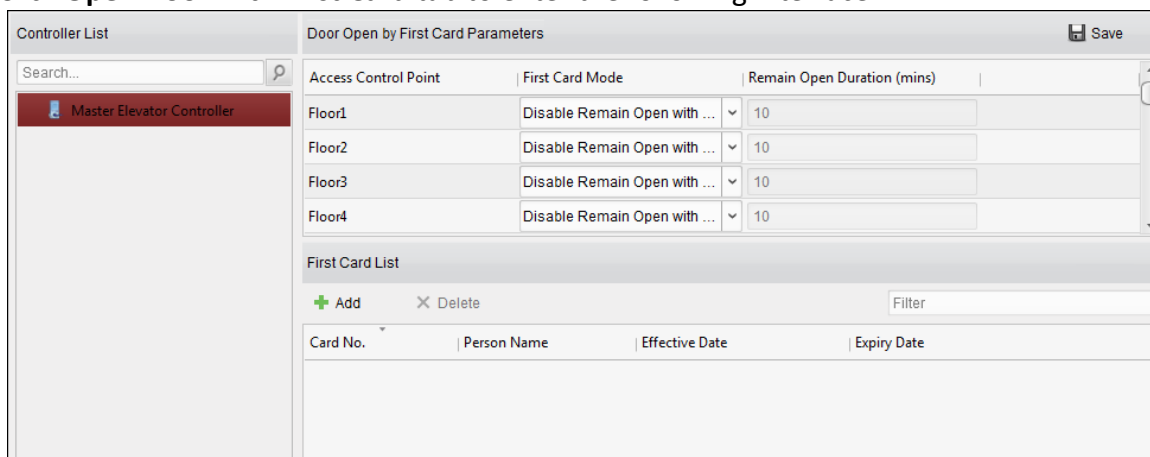 Controller List
Door Open by First Card Parameters
Save
Search...
Access Control Point
First Card Mode
Remain Open Duration (mins)
Master Elevator Controller
Floor1
Disable Remain Open with ...
10
Floor2
Disable Remain Open with ...
10
Floor3
Disable Remain Open with ...
10
Floor4
Disable Remain Open with ...
10
First Card List
Add
Delete
Filter
Card No.
Person Name
Effective Date
Expiry Date